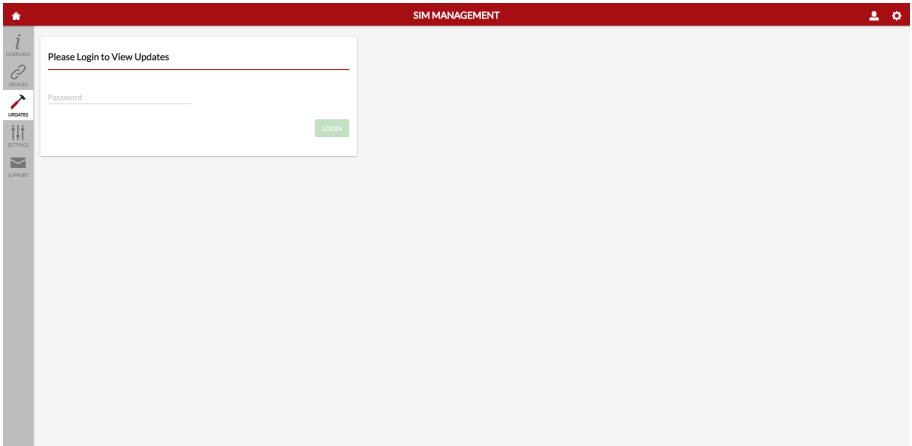 SIM MANAGEMENT
OVERVIEW
DEVICES
UPDATES
SETTINGS
SUPPORT
Please Login to View Updates
Password
LOGIN